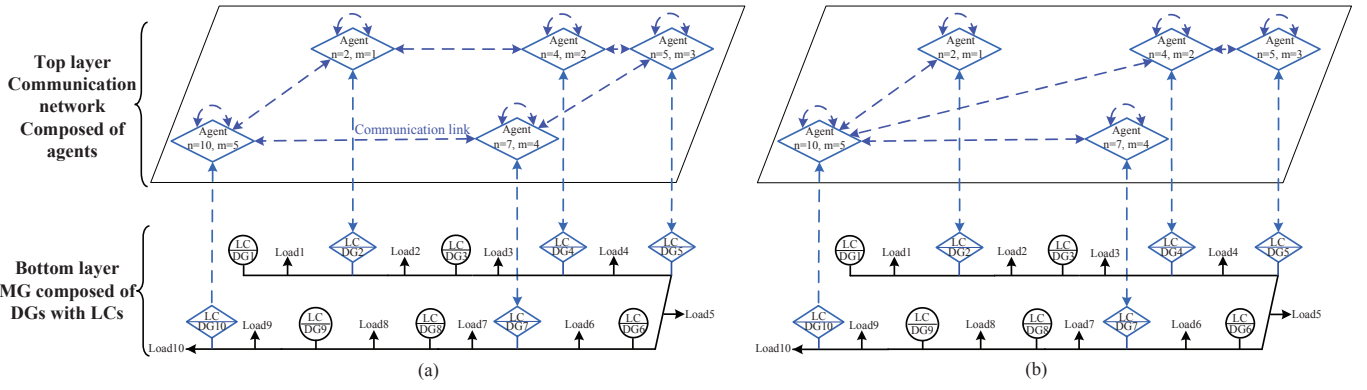 Top layer
Communication
network
Composed of
agents
Agent
n=2, m=1
Agent
n=4, m=2
Agent
n=5, m=3
Agent
n=10, m=5
Communication link
Agent
n=7, m=4
Bottom layer
MG composed of
DGs with LCs
LC
DG1
Load1
LC
DG2
Load2
LC
DG3
Load3
LC
DG4
Load4
LC
DG5
Load5
LC
DG10
Load9
LC
DG9
Load8
LC
DG8
Load7
LC
DG7
Load6
LC
DG6
Load10
(a)
Agent
n=2, m=1
Agent
n=4, m=2
Agent
n=5, m=3
Agent
n=10, m=5
Agent
n=7, m=4
LC
DG1
Load1
LC
DG2
Load2
LC
DG3
Load3
LC
DG4
Load4
LC
DG5
Load5
LC
DG10
Load9
LC
DG9
Load8
LC
DG8
Load7
LC
DG7
Load6
LC
DG6
Load10
(b)